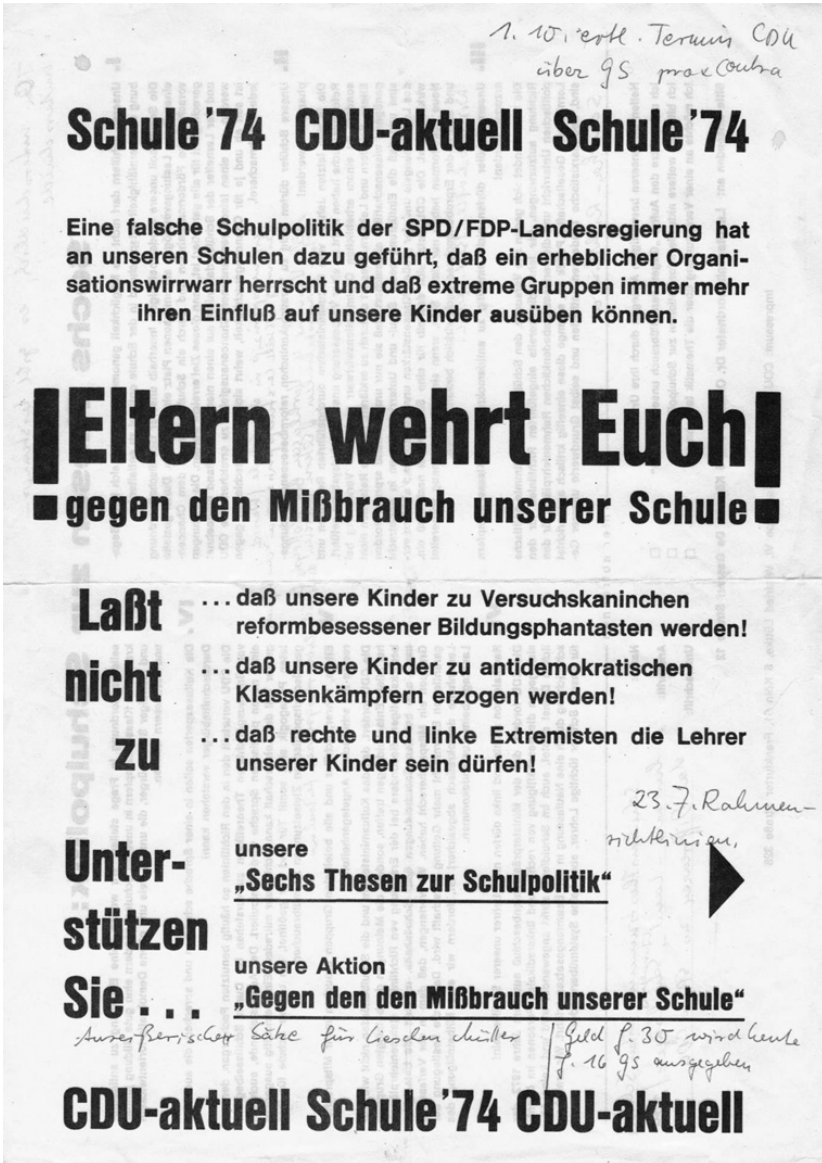 1. 10. evtl. Termin CDU
über GS pro x Contra
Schule '74 CDU-aktuell Schule '74
Eine falsche Schulpolitik der SPD/FDP-Landesregierung hat
an unseren Schulen dazu geführt, daß ein erheblicher Organi-
sationswirrwarr herrscht und daß extreme Gruppen immer mehr
ihren Einfluß auf unsere Kinder ausüben können.
! Eltern wehrt Euch !
gegen den Mißbrauch unserer Schule
Laßt nicht zu
...daß unsere Kinder zu Versuchskaninchen
reformbesessener Bildungsphantasten werden!
...daß unsere Kinder zu antidemokratischen
Klassenkämpfern erzogen werden!
...daß rechte und linke Extremisten die Lehrer
unserer Kinder sein dürfen!
23.7. Rahmen-
richtlinien.
Unter-
stützen
Sie ...
unsere
„Sechs Thesen zur Schulpolitik"
unsere Aktion
„Gegen den den Mißbrauch unserer Schule"
Sätze für Lieschen Müller
Geld f. 30 wird heute
f. 16 GS ausgegeben
CDU-aktuell Schule '74 CDU-aktuell